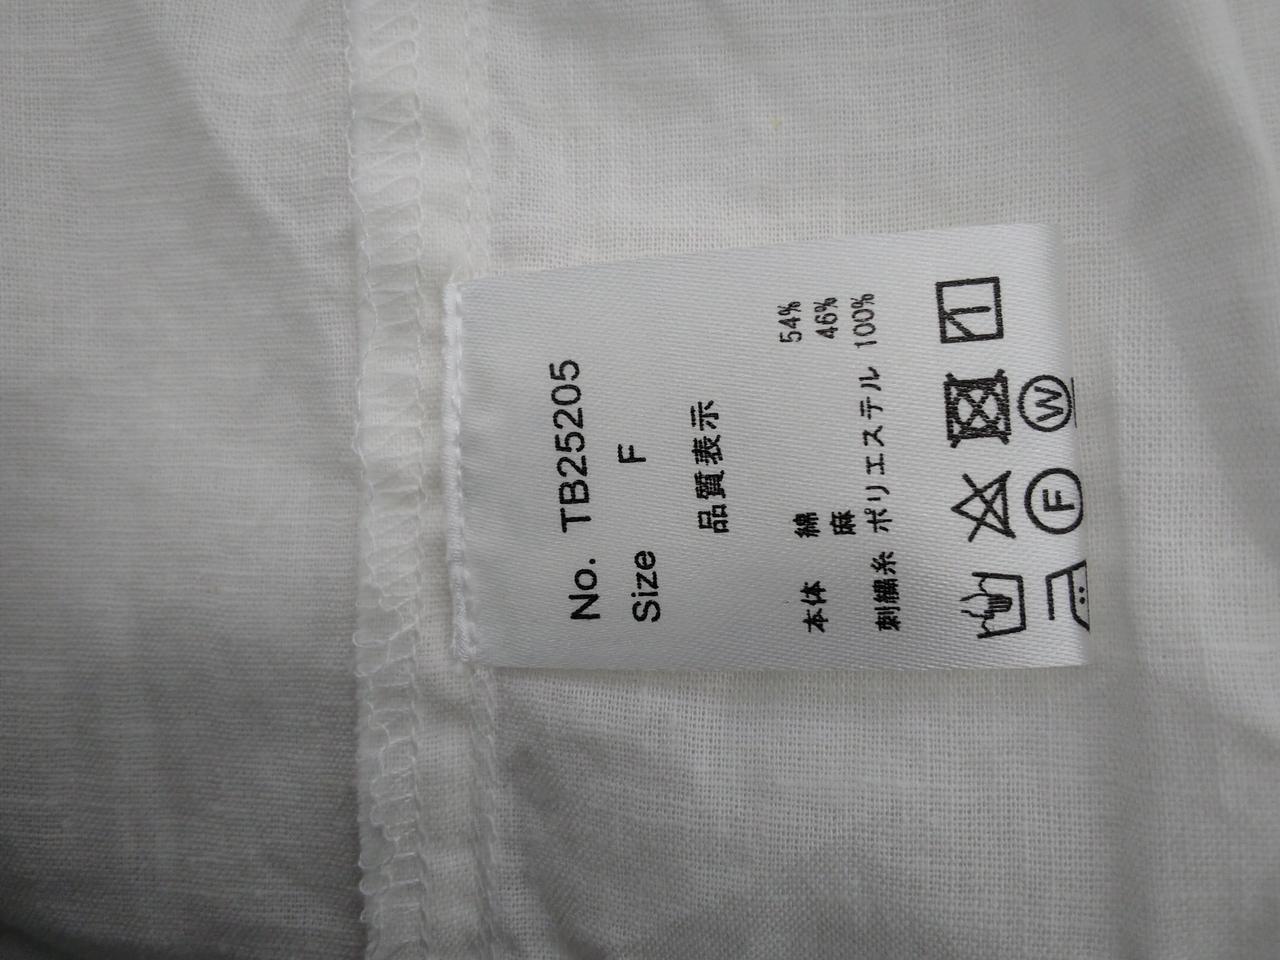 No. TB25205
Size F
品質表示
本体 綿 54%
麻 46%
刺繍糸 ポリエステル 100%
F W